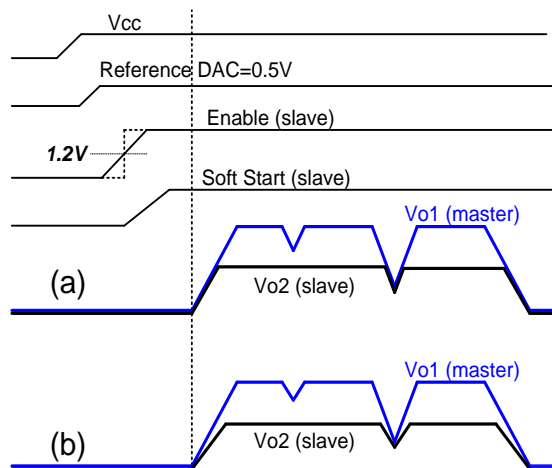 Vcc
Reference DAC=0.5V
Enable (slave)
1.2V
Soft Start (slave)
Vo1 (master)
(a)
Vo2 (slave)
Vo1 (master)
Vo2 (slave)
(b)